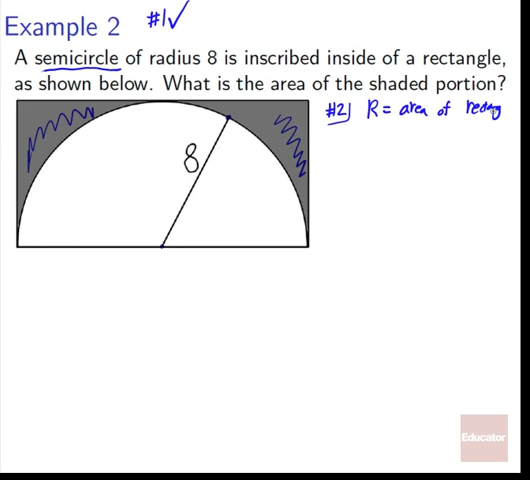 Example 2 #1✓
A semicircle of radius 8 is inscribed inside of a rectangle,
as shown below. What is the area of the shaded portion?
#2) R = area of
8
Educator